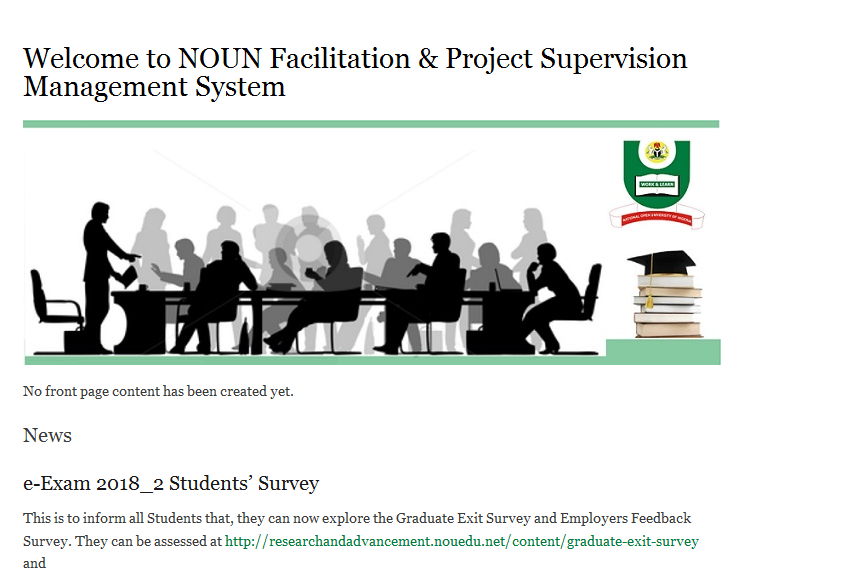 Welcome to NOUN Facilitation & Project Supervision
Management System
WORK & LEARN
NATIONAL OPEN UNIVERSITY OF NIGERIA
No front page content has been created yet.
News
e-Exam 2018_2 Students’ Survey
This is to inform all Students that, they can now explore the Graduate Exit Survey and Employers Feedback
Survey. They can be assessed at http://researchandadvancement.nouedu.net/content/graduate-exit-survey
and